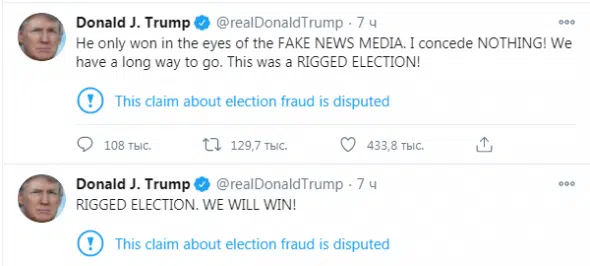 Donald J. Trump @realDonaldTrump · 7 ч
He only won in the eyes of the FAKE NEWS MEDIA. I concede NOTHING! We
have a long way to go. This was a RIGGED ELECTION!
This claim about election fraud is disputed
108 тыс. 129,7 тыс. 433,8 тыс.
Donald J. Trump @realDonaldTrump · 7 ч
RIGGED ELECTION. WE WILL WIN!
This claim about election fraud is disputed